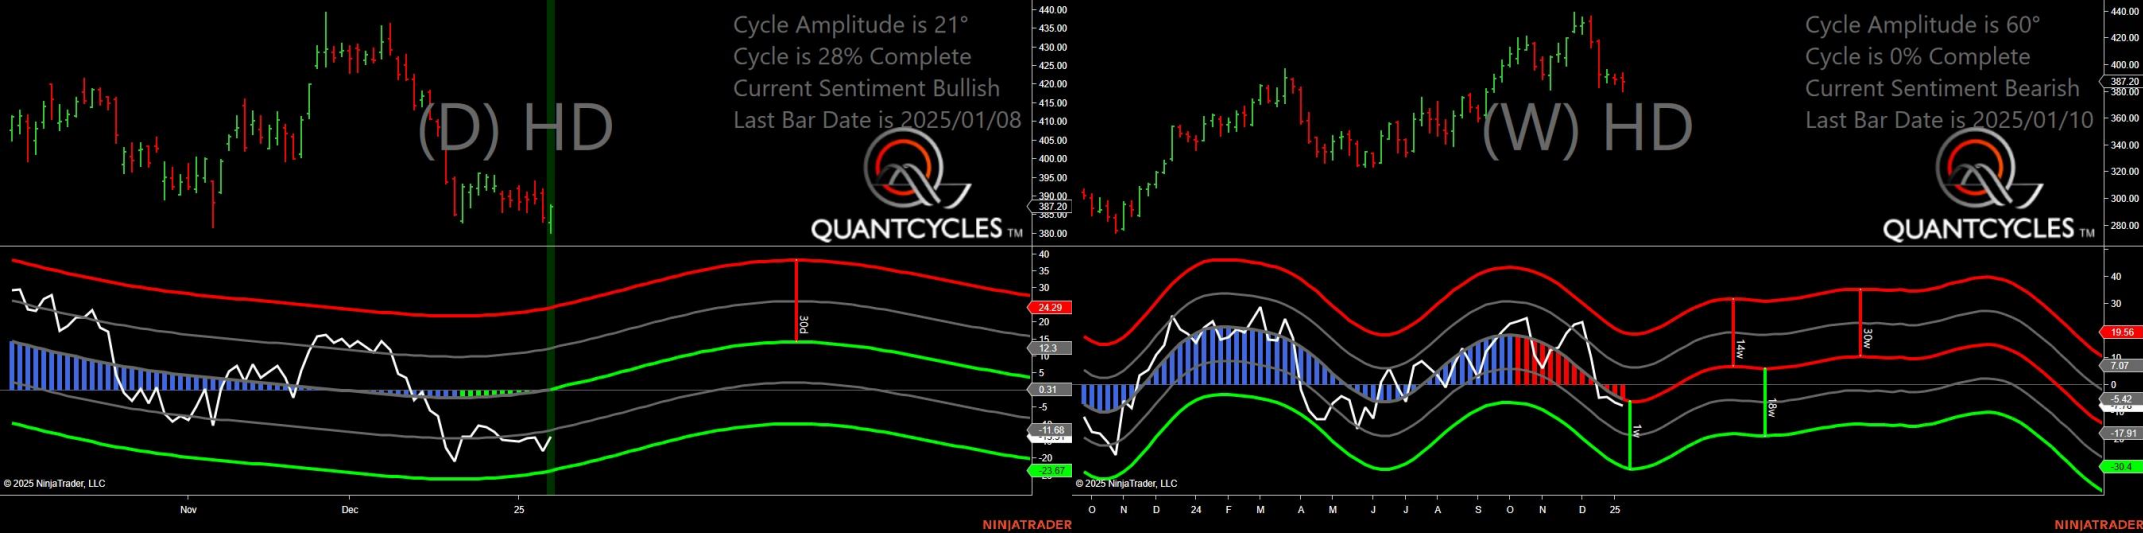 Cycle Amplitude is 21°
Cycle is 28% Complete
Current Sentiment Bullish
Last Bar Date is 2025/01/08
(D) HD
QUANTCYCLES TM
440.00
435.00
430.00
425.00
420.00
415.00
410.00
405.00
400.00
395.00
390.00
387.20
385.00
380.00
40
35
30
24.29
20
15
12.3
10
5
0.31
-5
-11.68
-20
-23.67
30d
© 2025 NinjaTrader, LLC
Nov
Dec
25
NINJATRADER
Cycle Amplitude is 60°
Cycle is 0% Complete
Current Sentiment Bearish
Last Bar Date is 2025/01/10
(W) HD
QUANTCYCLES TM
440.00
420.00
400.00
387.20
380.00
360.00
340.00
320.00
300.00
280.00
40
30
19.56
10
7.07
0
-5.42
-17.91
-30.4
14w
30w
18w
1w
© 2025 NinjaTrader, LLC
O N D 24 F M A M J J A S O N D 25
NINJATRADER